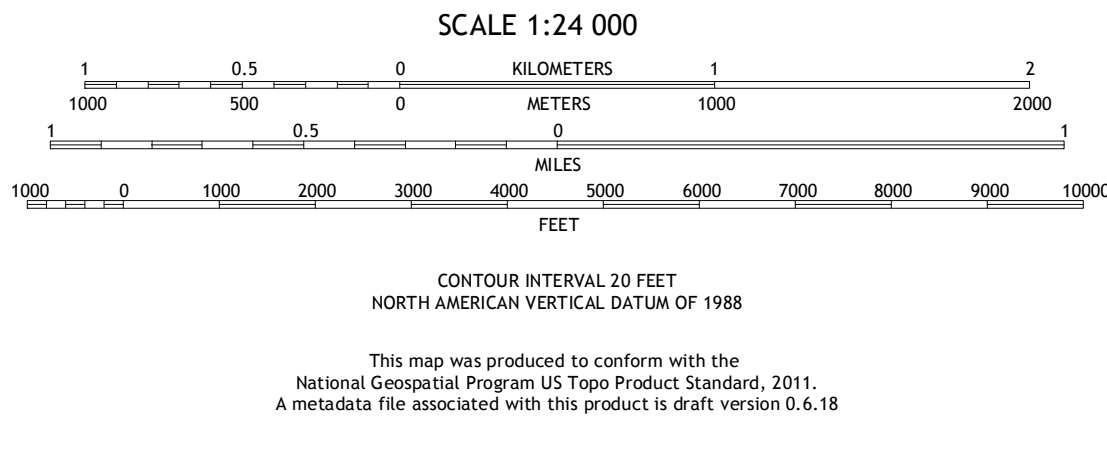 SCALE 1:24 000
1 0.5 0 KILOMETERS 1 2
1000 500 0 METERS 1000 2000
1 0.5 0 1
MILES
1000 0 1000 2000 3000 4000 5000 6000 7000 8000 9000 10000
FEET
CONTOUR INTERVAL 20 FEET
NORTH AMERICAN VERTICAL DATUM OF 1988
This map was produced to conform with the
National Geospatial Program US Topo Product Standard, 2011.
A metadata file associated with this product is draft version 0.6.18